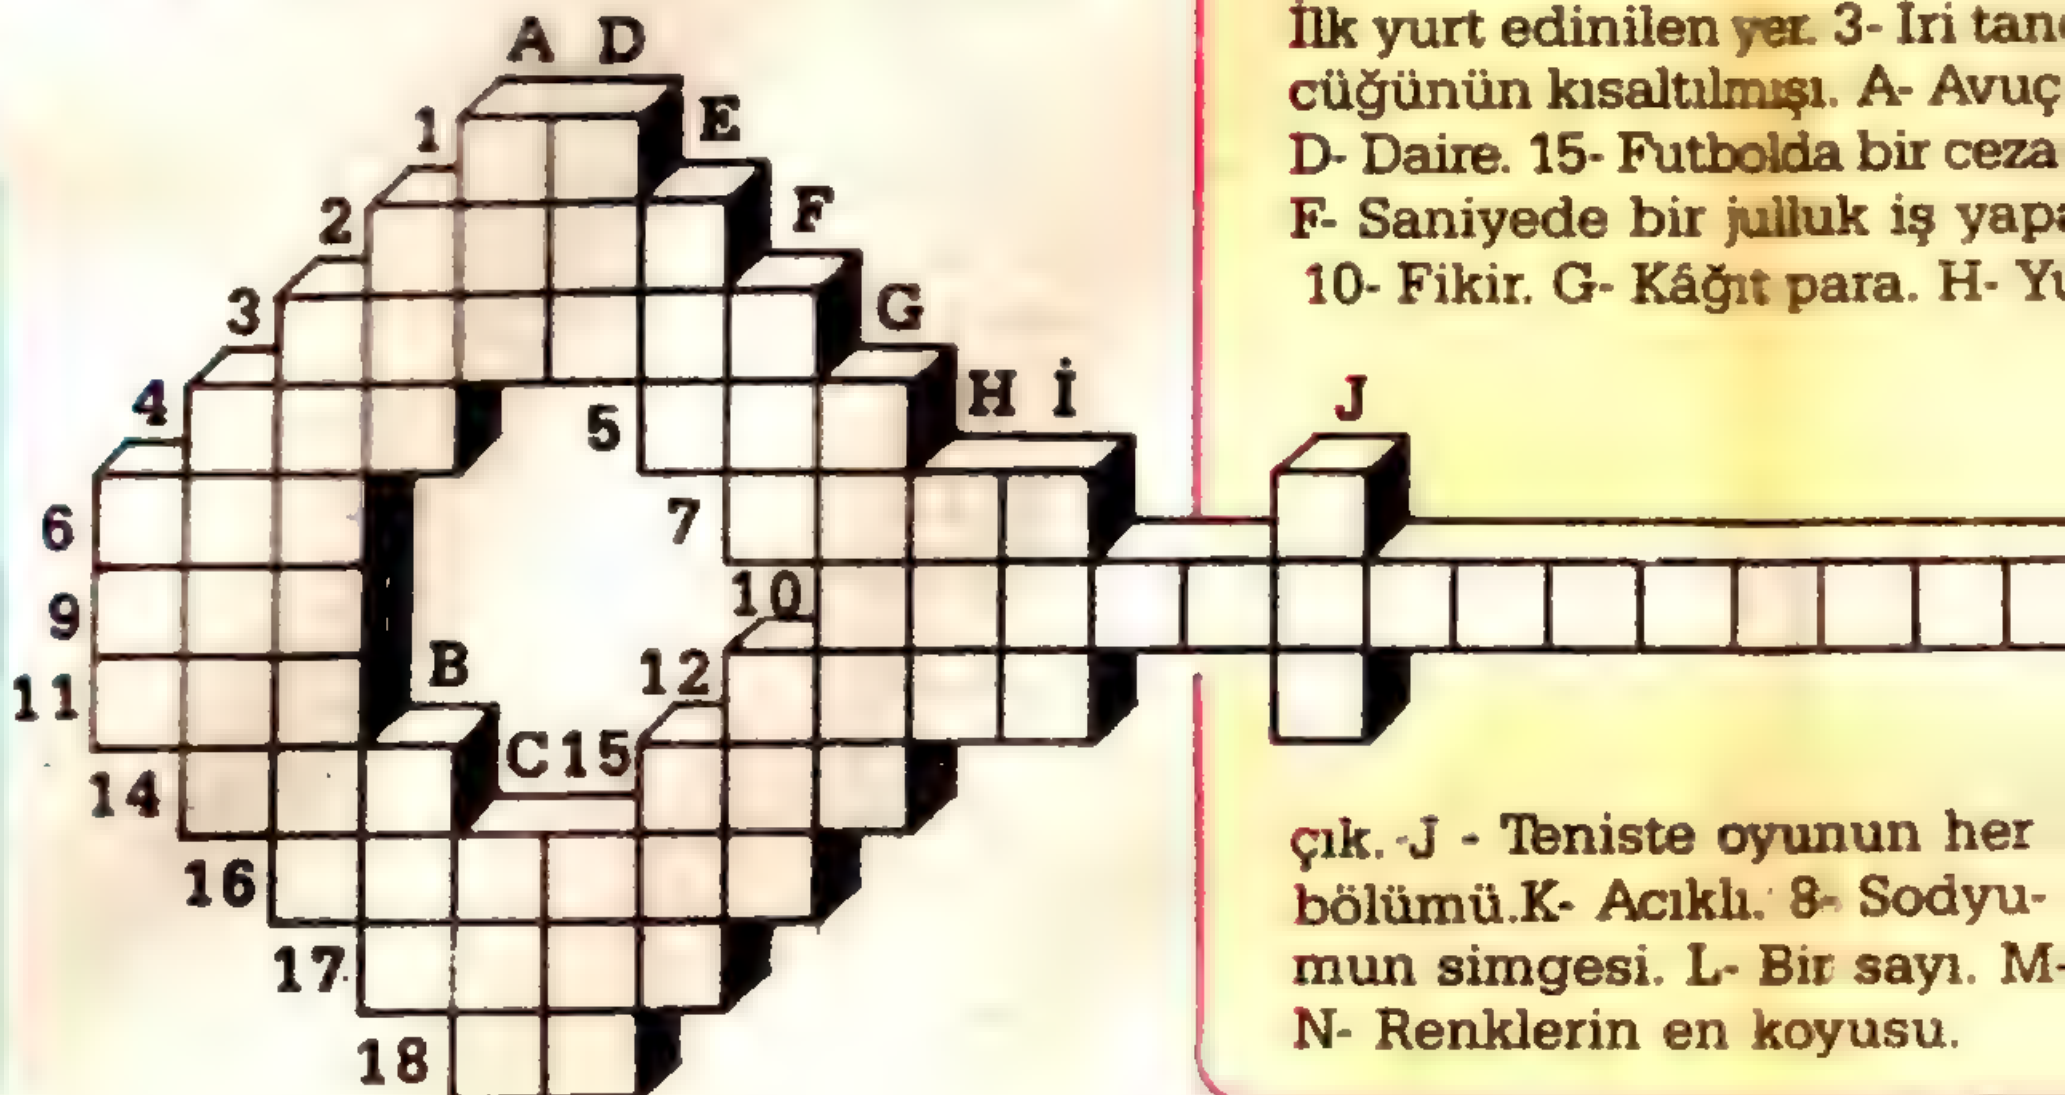 A D
E
1
F
2
G
3
H İ
J
4
5
6
7
10
9
B
12
11
C 15
14
16
17
18
İlk yurt edinilen yer. 3- İri tan
cüğünün kısaltılmışı. A- Avuç
D- Daire. 15- Futbolda bir ceza
F- Saniyede bir julluk iş yap
10- Fikir. G- Kâğıt para. H- Yu
çık. -J - Teniste oyunun her
bölümü.K- Acıklı. 8- Sodyu-
mun simgesi. L- Bir sayı. M-
N- Renklerin en koyusu.